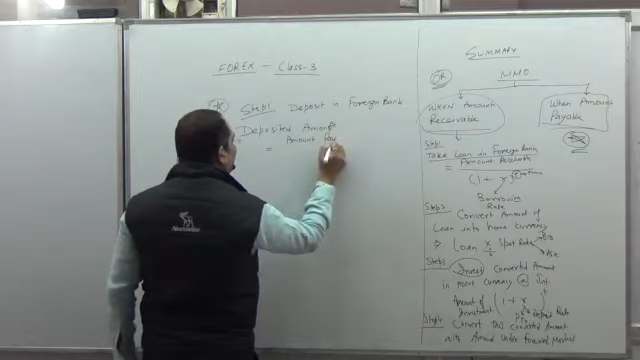 FOREX - Class-3
Step1 Deposit in Foreign Bank
Deposited Amount
= Amount Pay
SUMMARY
OR
NIMO
WHEN Amount
Receivable
When Amount
Payable
Step1
Take Loan in Foreign Bank
= Amount Receivable
(1 + r)
Borrowing
Rate
Step2 Convert Amount of
Loan into home currency
⇒ Loan × Spot Rate
Step3 Invest Converted Amount
in home currency @ Int
Amount of
Investment (1 + r)
Deposit Rate
Step4 Convert this converted Amount
with Amount Under forward Market